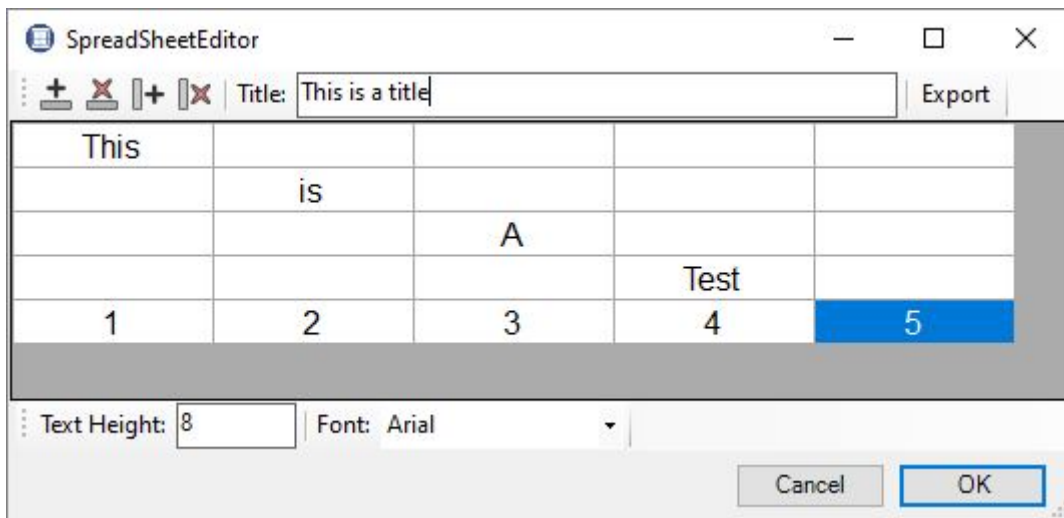 SpreadSheetEditor
Title: This is a title Export
This
is
A
Test
1 2 3 4 5
Text Height: 8 Font: Arial
Cancel OK